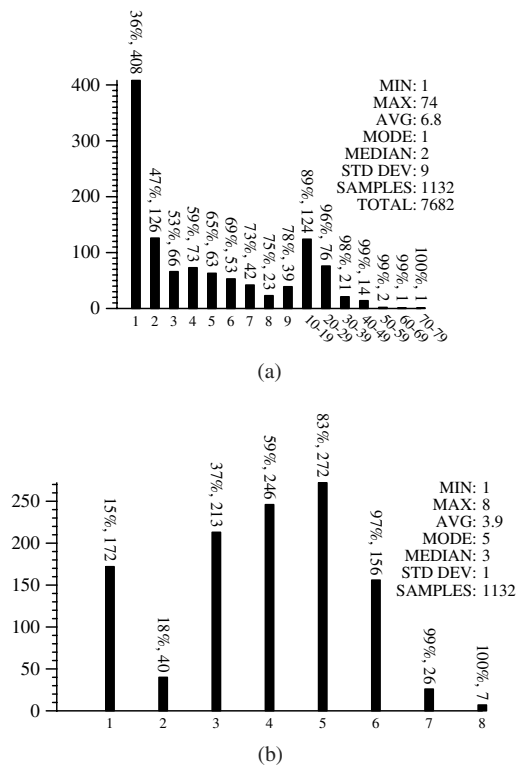 36%, 408
47%, 126
53%, 66
59%, 73
65%, 63
69%, 53
73%, 42
75%, 23
78%, 39
89%, 124
96%, 76
98%, 21
99%, 14
99%, 2
99%, 1
100%, 1
MIN: 1
MAX: 74
AVG: 6.8
MODE: 1
MEDIAN: 2
STD DEV: 9
SAMPLES: 1132
TOTAL: 7682
400
200
100
0
1 2 3 4 5 6 7 8 9 10-19 20-29 30-39 40-49 50-59 60-69 70-79
(a)
15%, 172
18%, 40
37%, 213
59%, 246
83%, 272
97%, 156
99%, 26
100%, 7
MIN: 1
MAX: 8
AVG: 3.9
MODE: 5
MEDIAN: 3
STD DEV: 1
SAMPLES: 1132
250
200
150
100
50
0
1 2 3 4 5 6 7 8
(b)